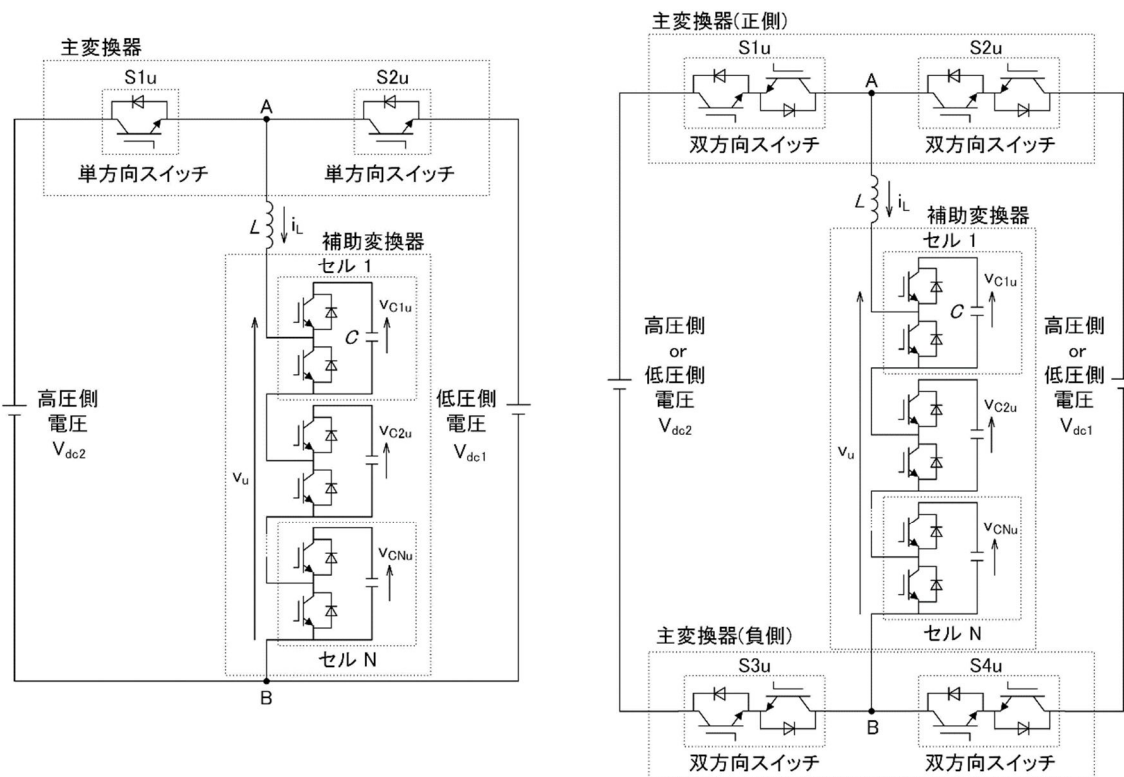 主変換器
S1u
S2u
A
単方向スイッチ
単方向スイッチ
L
iL
補助変換器
セル 1
vC1u
C
高圧側
電圧
Vdc2
低圧側
電圧
Vdc1
vC2u
vu
vCNu
セル N
B
主変換器(正側)
S1u
S2u
A
双方向スイッチ
双方向スイッチ
L
iL
補助変換器
セル 1
vC1u
C
高圧側
or
低圧側
電圧
Vdc2
高圧側
or
低圧側
電圧
Vdc1
vC2u
vu
vCNu
セル N
主変換器(負側)
S3u
S4u
B
双方向スイッチ
双方向スイッチ